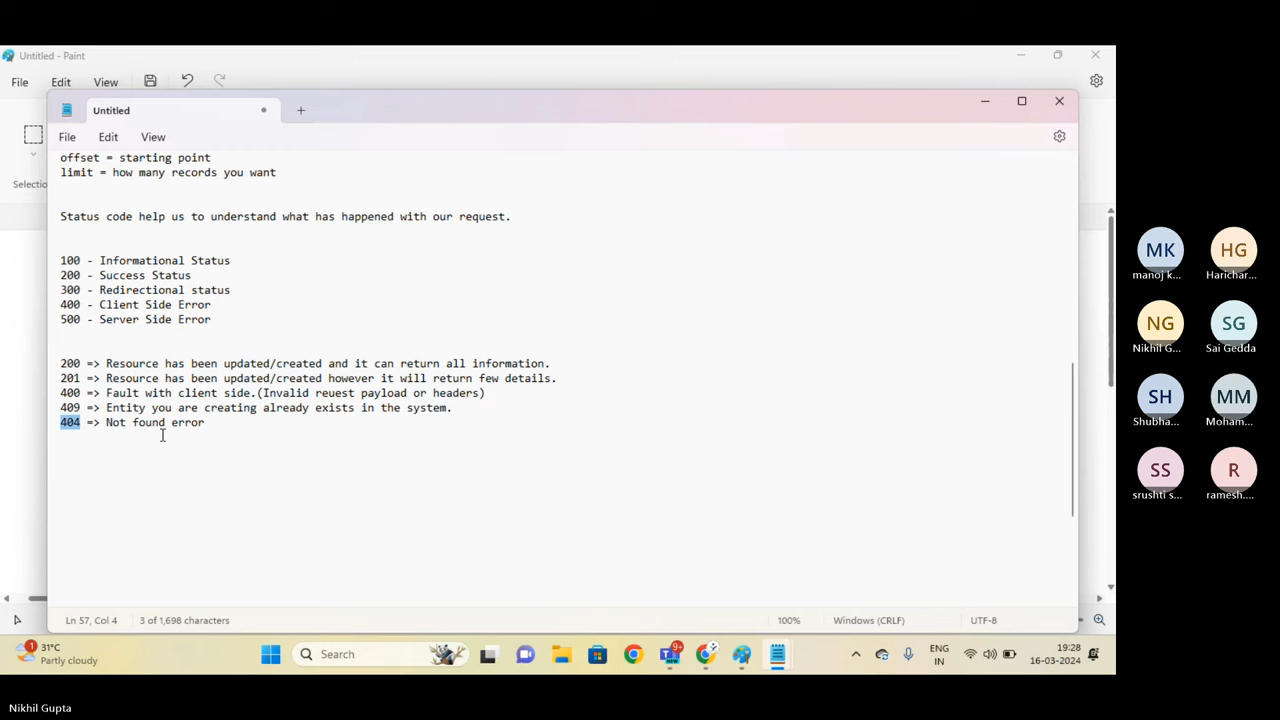 Untitled - Paint
File Edit View
Selectio
Untitled
File Edit View
offset = starting point
limit = how many records you want
Status code help us to understand what has happened with our request.
100 - Informational Status
200 - Success Status
300 - Redirectional status
400 - Client Side Error
500 - Server Side Error
200 => Resource has been updated/created and it can return all information.
201 => Resource has been updated/created however it will return few details.
400 => Fault with client side.(Invalid reuest payload or headers)
409 => Entity you are creating already exists in the system.
404 => Not found error
Ln 57, Col 4 3 of 1,698 characters 100% Windows (CRLF) UTF-8
MK HG
manoj k... Harichar...
NG SG
Nikhil G... Sai Gedda
SH MM
Shubha... Moham...
SS R
srushti s... ramesh....
1 31°C
Partly cloudy
Search
NEW 9+
ENG
IN
19:28
16-03-2024
Nikhil Gupta